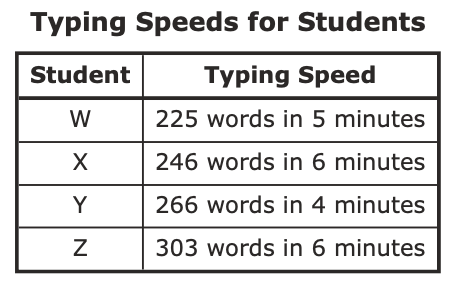 Typing Speeds for Students
Student Typing Speed
W 225 words in 5 minutes
X 246 words in 6 minutes
Y 266 words in 4 minutes
Z 303 words in 6 minutes